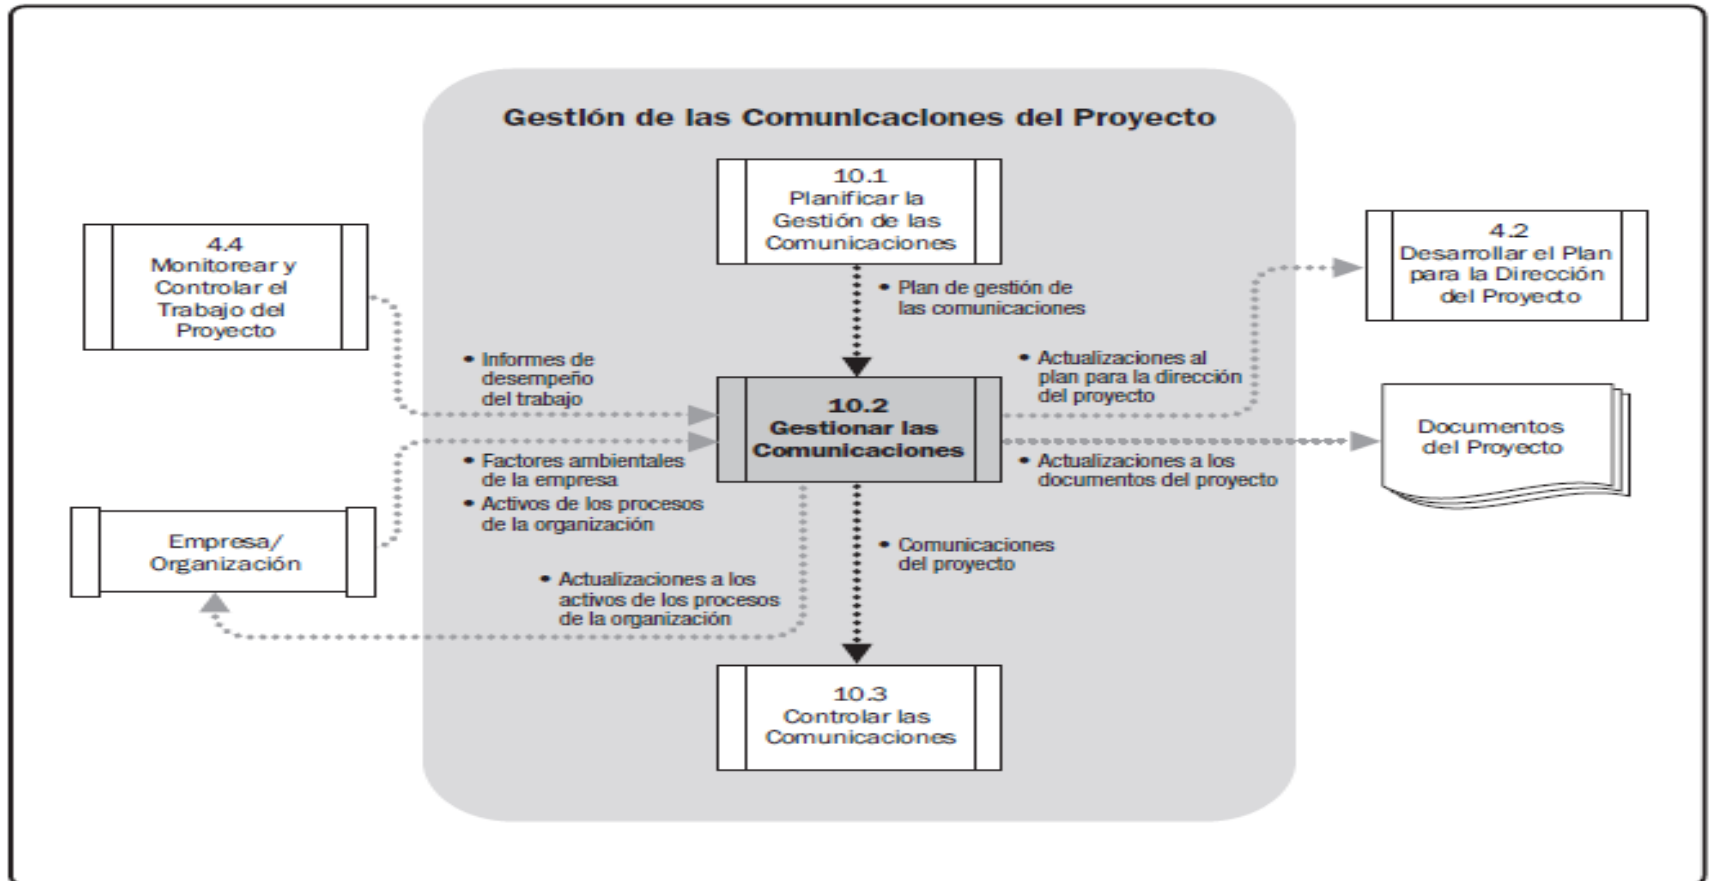 Gestión de las Comunicaciones del Proyecto
10.1
Planificar la
Gestión de las
Comunicaciones
4.4
Monitorear y
Controlar el
Trabajo del
Proyecto
4.2
Desarrollar el Plan
para la Dirección
del Proyecto
• Plan de gestión de
las comunicaciones
• Informes de
desempeño
del trabajo
• Actualizaciones al
plan para la dirección
del proyecto
10.2
Gestionar las
Comunicaciones
Documentos
del Proyecto
• Factores ambientales
de la empresa
• Activos de los procesos
de la organización
• Actualizaciones a los
documentos del proyecto
Empresa/
Organización
• Comunicaciones
del proyecto
• Actualizaciones a los
activos de los procesos
de la organización
10.3
Controlar las
Comunicaciones